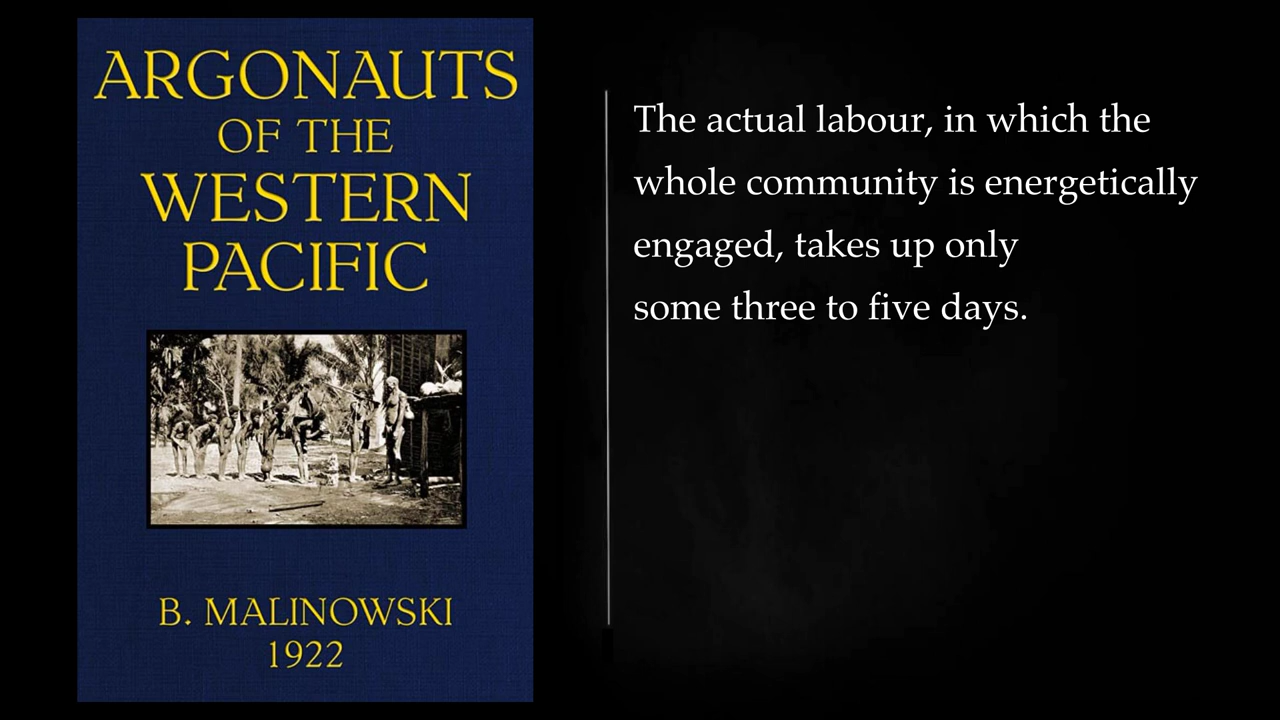 ARGONAUTS
OF THE
WESTERN
PACIFIC
B. MALINOWSKI
1922
The actual labour, in which the
whole community is energetically
engaged, takes up only
some three to five days.